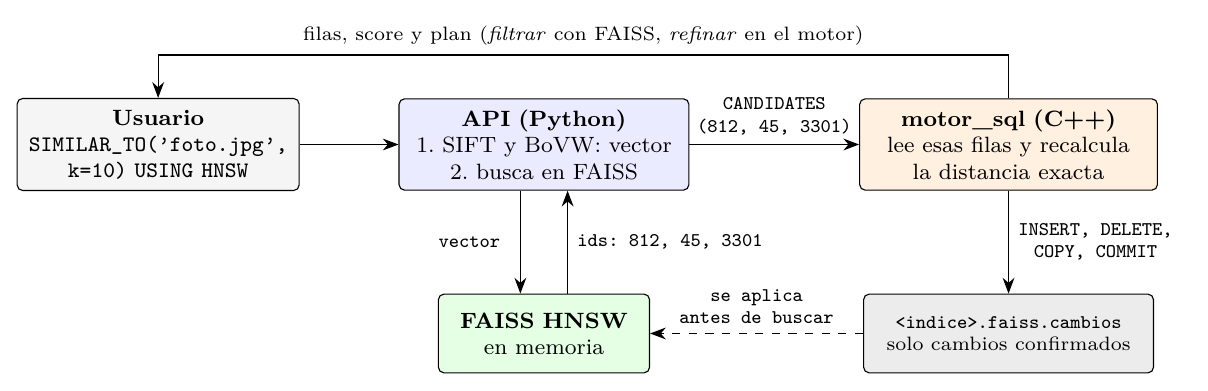 filas, score y plan (filtrar con FAISS, refinar en el motor)
Usuario
SIMILAR_TO('foto.jpg',
k=10) USING HNSW
API (Python)
1. SIFT y BoVW: vector
2. busca en FAISS
CANDIDATES
(812, 45, 3301)
motor_sql (C++)
lee esas filas y recalcula
la distancia exacta
vector
ids: 812, 45, 3301
INSERT, DELETE,
COPY, COMMIT
FAISS HNSW
en memoria
se aplica
antes de buscar
<indice>.faiss.cambios
solo cambios confirmados